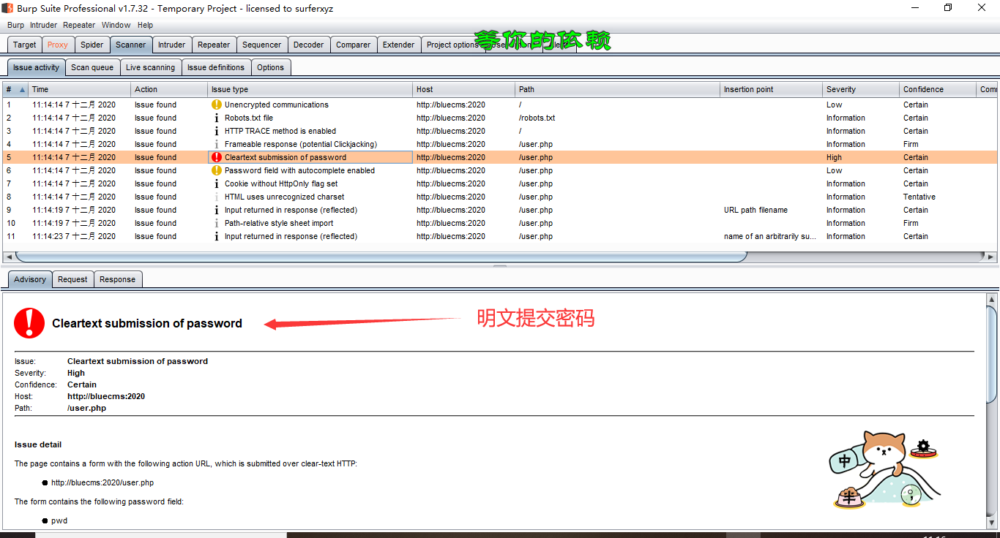 Burp Suite Professional v1.7.32 - Temporary Project - licensed to surferxyz
Burp Intruder Repeater Window Help
Target Proxy Spider Scanner Intruder Repeater Sequencer Decoder Comparer Extender Project options
等你的依赖
Issue activity Scan queue Live scanning Issue definitions Options
# Time Action Issue type Host Path Insertion point Severity Confidence Com
1 11:14:14 7 十二月 2020 Issue found Unencrypted communications http://bluecms:2020 / Low Certain
2 11:14:14 7 十二月 2020 Issue found Robots.txt file http://bluecms:2020 /robots.txt Information Certain
3 11:14:14 7 十二月 2020 Issue found HTTP TRACE method is enabled http://bluecms:2020 / Information Certain
4 11:14:14 7 十二月 2020 Issue found Frameable response (potential Clickjacking) http://bluecms:2020 /user.php Information Firm
5 11:14:14 7 十二月 2020 Issue found Cleartext submission of password http://bluecms:2020 /user.php High Certain
6 11:14:14 7 十二月 2020 Issue found Password field with autocomplete enabled http://bluecms:2020 /user.php Low Certain
7 11:14:14 7 十二月 2020 Issue found Cookie without HttpOnly flag set http://bluecms:2020 /user.php Information Certain
8 11:14:14 7 十二月 2020 Issue found HTML uses unrecognized charset http://bluecms:2020 /user.php Information Tentative
9 11:14:19 7 十二月 2020 Issue found Input returned in response (reflected) http://bluecms:2020 /user.php URL path filename Information Certain
10 11:14:19 7 十二月 2020 Issue found Path-relative style sheet import http://bluecms:2020 /user.php Information Firm
11 11:14:23 7 十二月 2020 Issue found Input returned in response (reflected) http://bluecms:2020 /user.php name of an arbitrarily su... Information Certain
Advisory Request Response
Cleartext submission of password
明文提交密码
Issue: Cleartext submission of password
Severity: High
Confidence: Certain
Host: http://bluecms:2020
Path: /user.php
Issue detail
The page contains a form with the following action URL, which is submitted over clear-text HTTP:
http://bluecms:2020/user.php
The form contains the following password field:
pwd
中
半